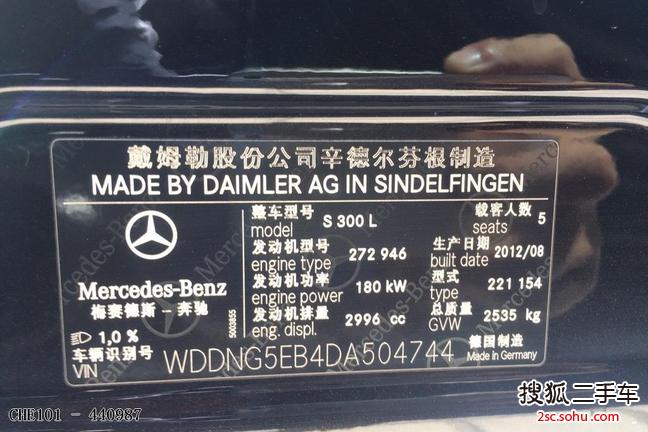 戴姆勒股份公司辛德尔芬根制造
MADE BY DAIMLER AG IN SINDELFINGEN
整车型号 model S 300 L 载客人数 seats 5
发动机型号 engine type 272 946 生产日期 built date 2012/08
发动机功率 engine power 180 kW 型式 type 221 154
发动机排量 eng. displ. 2996 cc 总质量 GVW 2535 kg
Mercedes-Benz
梅赛德斯-奔驰
5003855
1,0 %
车辆识别号 VIN WDDNG5EB4DA504744 德国制造 Made in Germany
CHE101 - 440987
搜狐二手车
2sc.sohu.com